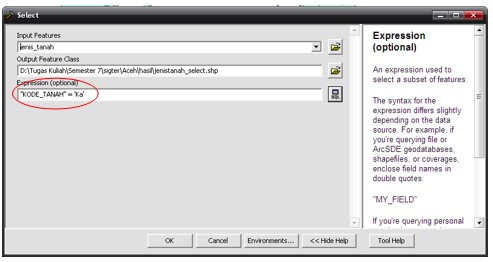 Select
Input Features
jenis_tanah
Output Feature Class
D:\Tugas Kuliah\Semester 7\sigter\Aceh\hasil\jenistanah_select.shp
Expression (optional)
"KODE_TANAH" = 'Ka'
OK
Cancel
Environments...
<< Hide Help
Expression
(optional)
An expression used to
select a subset of features.
The syntax for the
expression differs slightly
depending on the data
source. For example, if
you're querying file or
ArcSDE geodatabases,
shapefiles, or coverages,
enclose field names in
double quotes:
"MY_FIELD"
If you're querying personal
Tool Help